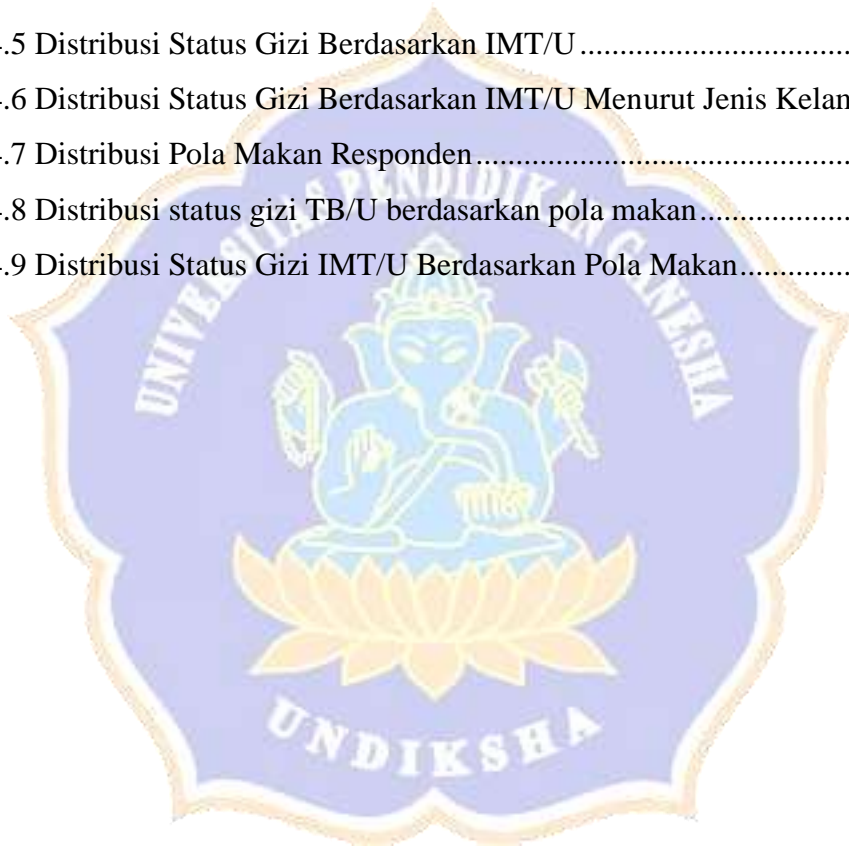 .5 Distribusi Status Gizi Berdasarkan IMT/U....................................
.6 Distribusi Status Gizi Berdasarkan IMT/U Menurut Jenis Kelam
.7 Distribusi Pola Makan Responden.................................................
.8 Distribusi status gizi TB/U berdasarkan pola makan.....................
.9 Distribusi Status Gizi IMT/U Berdasarkan Pola Makan................
UNIVERSITAS PENDIDIKAN GANESHA
UNDIKSHA